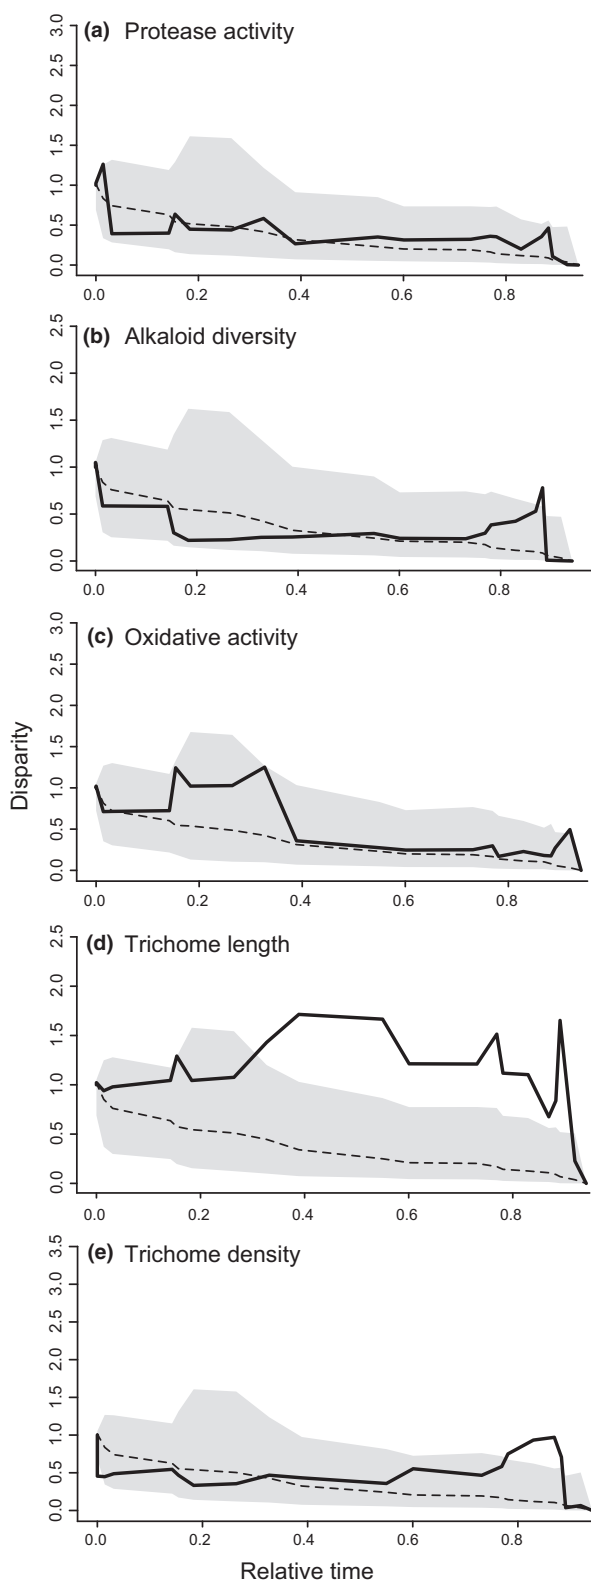 (a) Protease activity
3.0
2.5
2.0
1.5
1.0
0.5
0.0
0.0 0.2 0.4 0.6 0.8
(b) Alkaloid diversity
2.5
2.0
1.5
1.0
0.5
0.0
0.0 0.2 0.4 0.6 0.8
(c) Oxidative activity
3.0
2.5
2.0
1.5
1.0
0.5
0.0
0.0 0.2 0.4 0.6 0.8
Disparity
(d) Trichome length
2.5
2.0
1.5
1.0
0.5
0.0
0.0 0.2 0.4 0.6 0.8
(e) Trichome density
3.5
3.0
2.5
2.0
1.5
1.0
0.5
0.0
0.0 0.2 0.4 0.6 0.8
Relative time